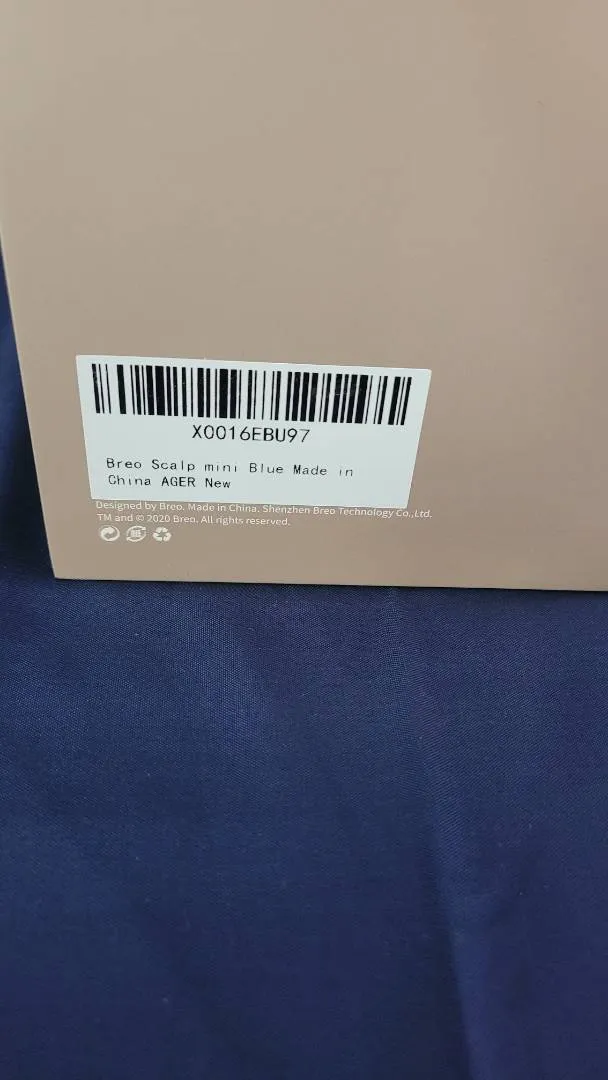 X0016EBU97
Breo Scalp mini Blue Made in
China AGER New
Designed by Breo. Made in China. Shenzhen Breo Technology Co.,Ltd.
TM and © 2020 Breo. All rights reserved.